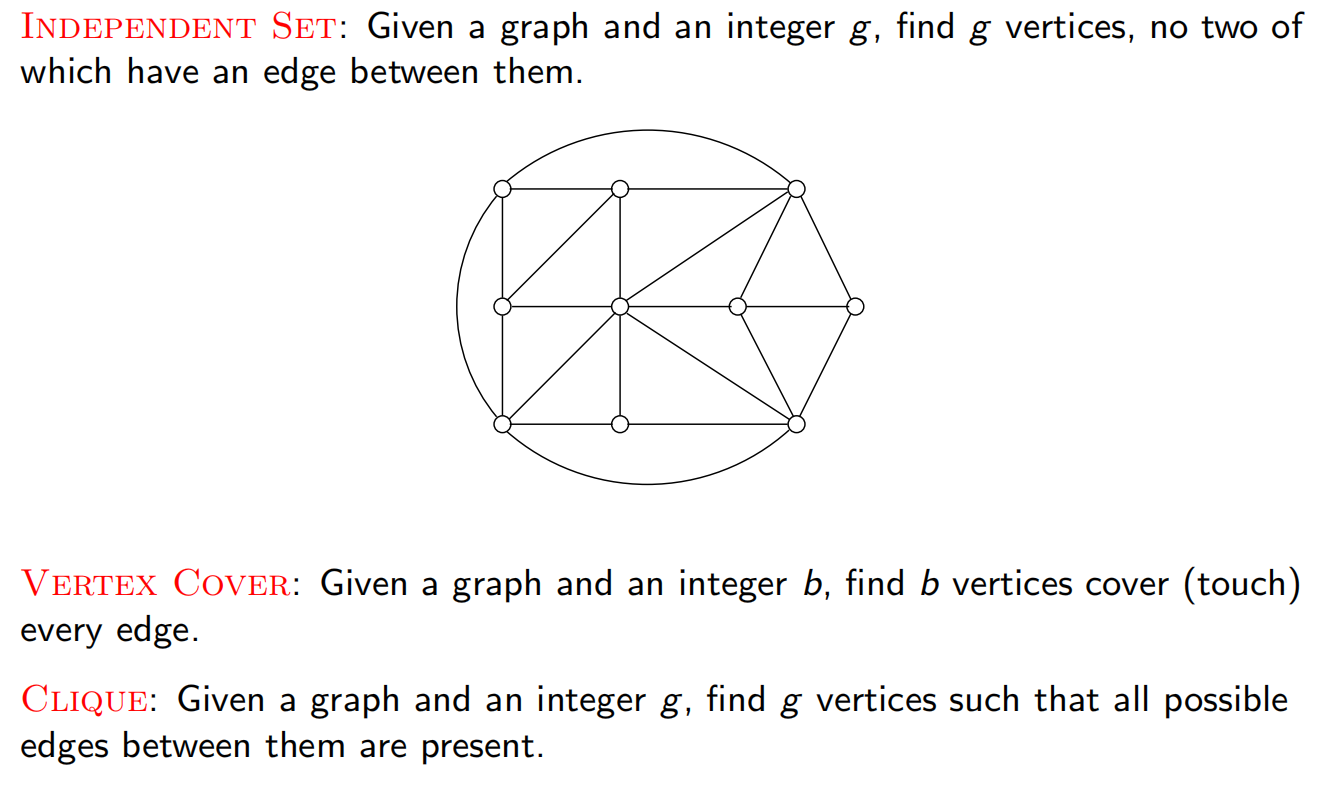 INDEPENDENT SET: Given a graph and an integer g, find g vertices, no two of
which have an edge between them.
VERTEX COVER: Given a graph and an integer b, find b vertices cover (touch)
every edge.
CLIQUE: Given a graph and an integer g, find g vertices such that all possible
edges between them are present.